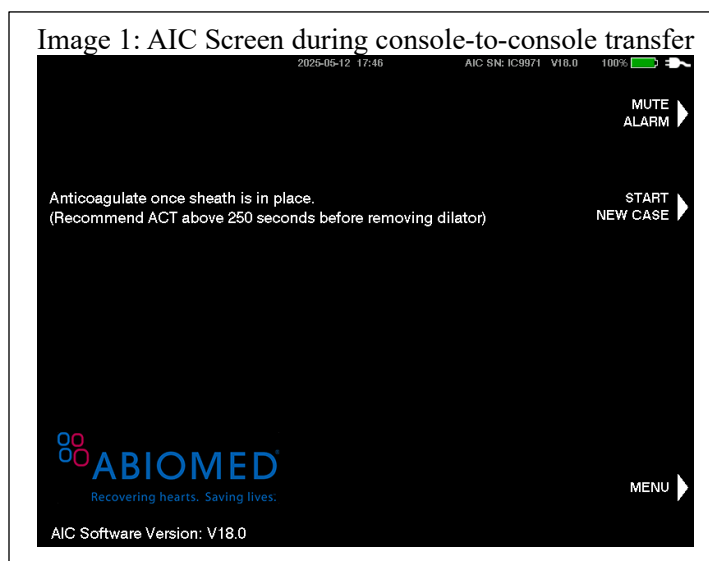 Image 1: AIC Screen during console-to-console transfer
2025-05-12 17:46 AIC SN: IC9971 V18.0 100%
MUTE
ALARM
Anticoagulate once sheath is in place.
(Recommend ACT above 250 seconds before removing dilator)
START
NEW CASE
ABIOMED
Recovering hearts. Saving lives.
MENU
AIC Software Version: V18.0